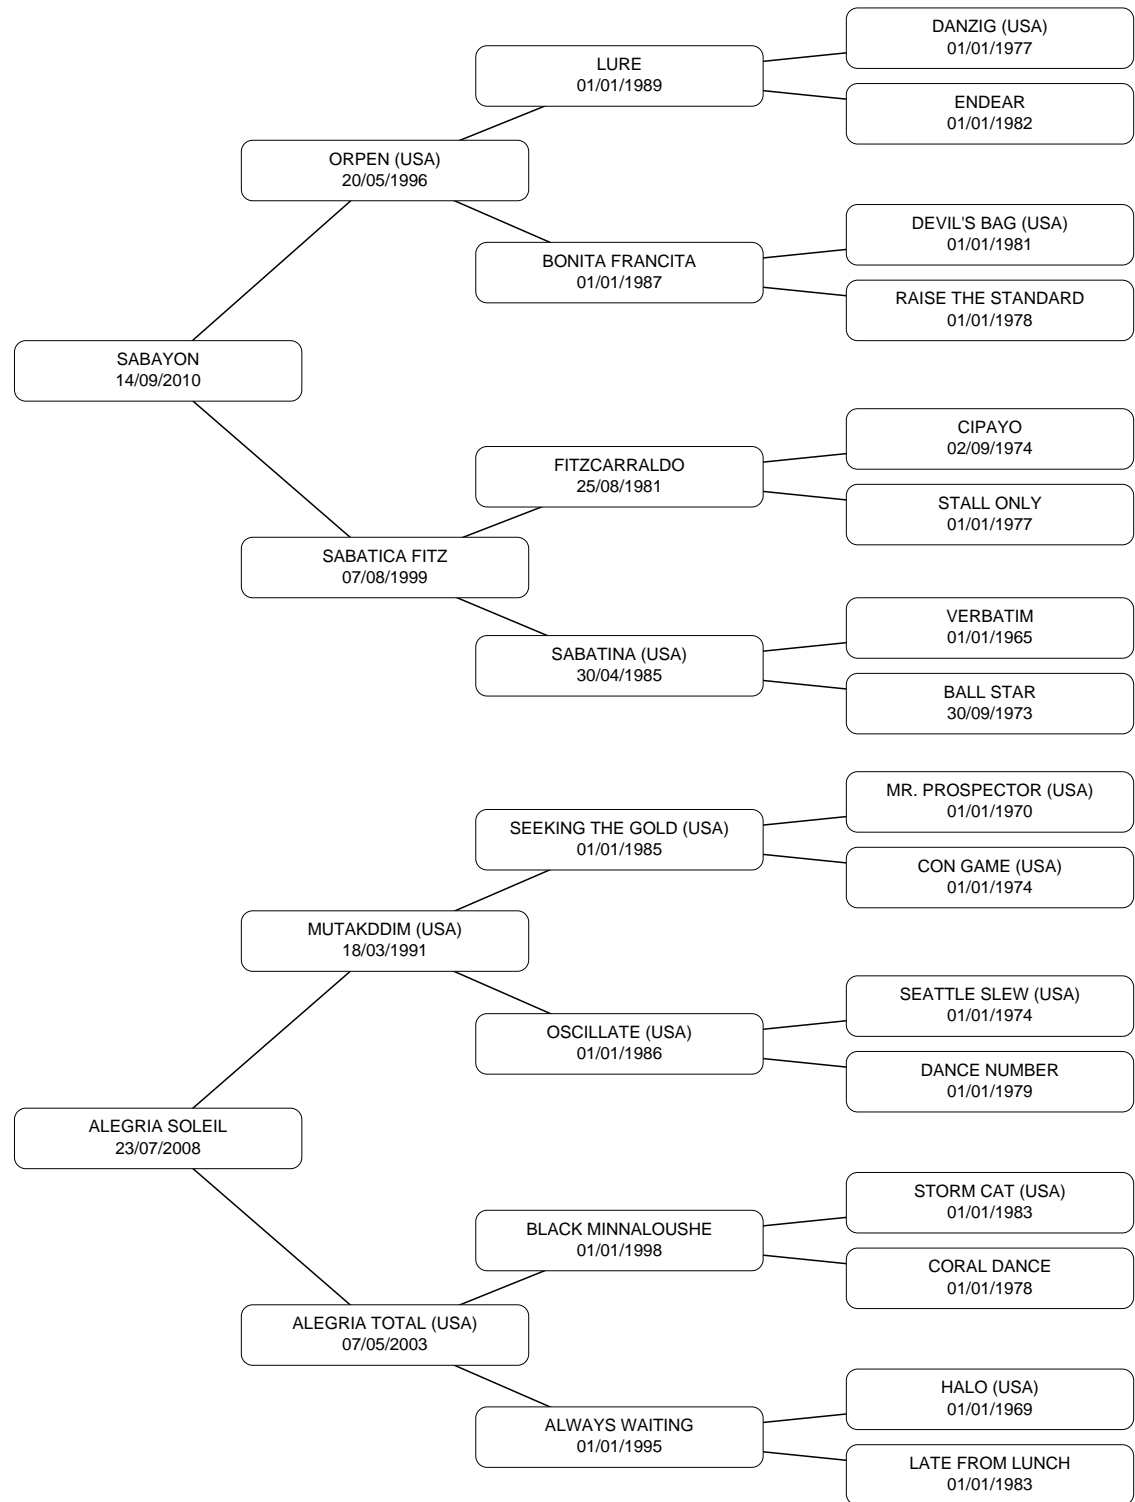 DANZIG (USA)
01/01/1977
LURE
01/01/1989
ENDEAR
01/01/1982
ORPEN (USA)
20/05/1996
DEVIL'S BAG (USA)
01/01/1981
BONITA FRANCITA
01/01/1987
RAISE THE STANDARD
01/01/1978
SABAYON
14/09/2010
CIPAYO
02/09/1974
FITZCARRALDO
25/08/1981
STALL ONLY
01/01/1977
SABATICA FITZ
07/08/1999
VERBATIM
01/01/1965
SABATINA (USA)
30/04/1985
BALL STAR
30/09/1973
MR. PROSPECTOR (USA)
01/01/1970
SEEKING THE GOLD (USA)
01/01/1985
CON GAME (USA)
01/01/1974
MUTAKDDIM (USA)
18/03/1991
SEATTLE SLEW (USA)
01/01/1974
OSCILLATE (USA)
01/01/1986
DANCE NUMBER
01/01/1979
ALEGRIA SOLEIL
23/07/2008
STORM CAT (USA)
01/01/1983
BLACK MINNALOUSHE
01/01/1998
CORAL DANCE
01/01/1978
ALEGRIA TOTAL (USA)
07/05/2003
HALO (USA)
01/01/1969
ALWAYS WAITING
01/01/1995
LATE FROM LUNCH
01/01/1983